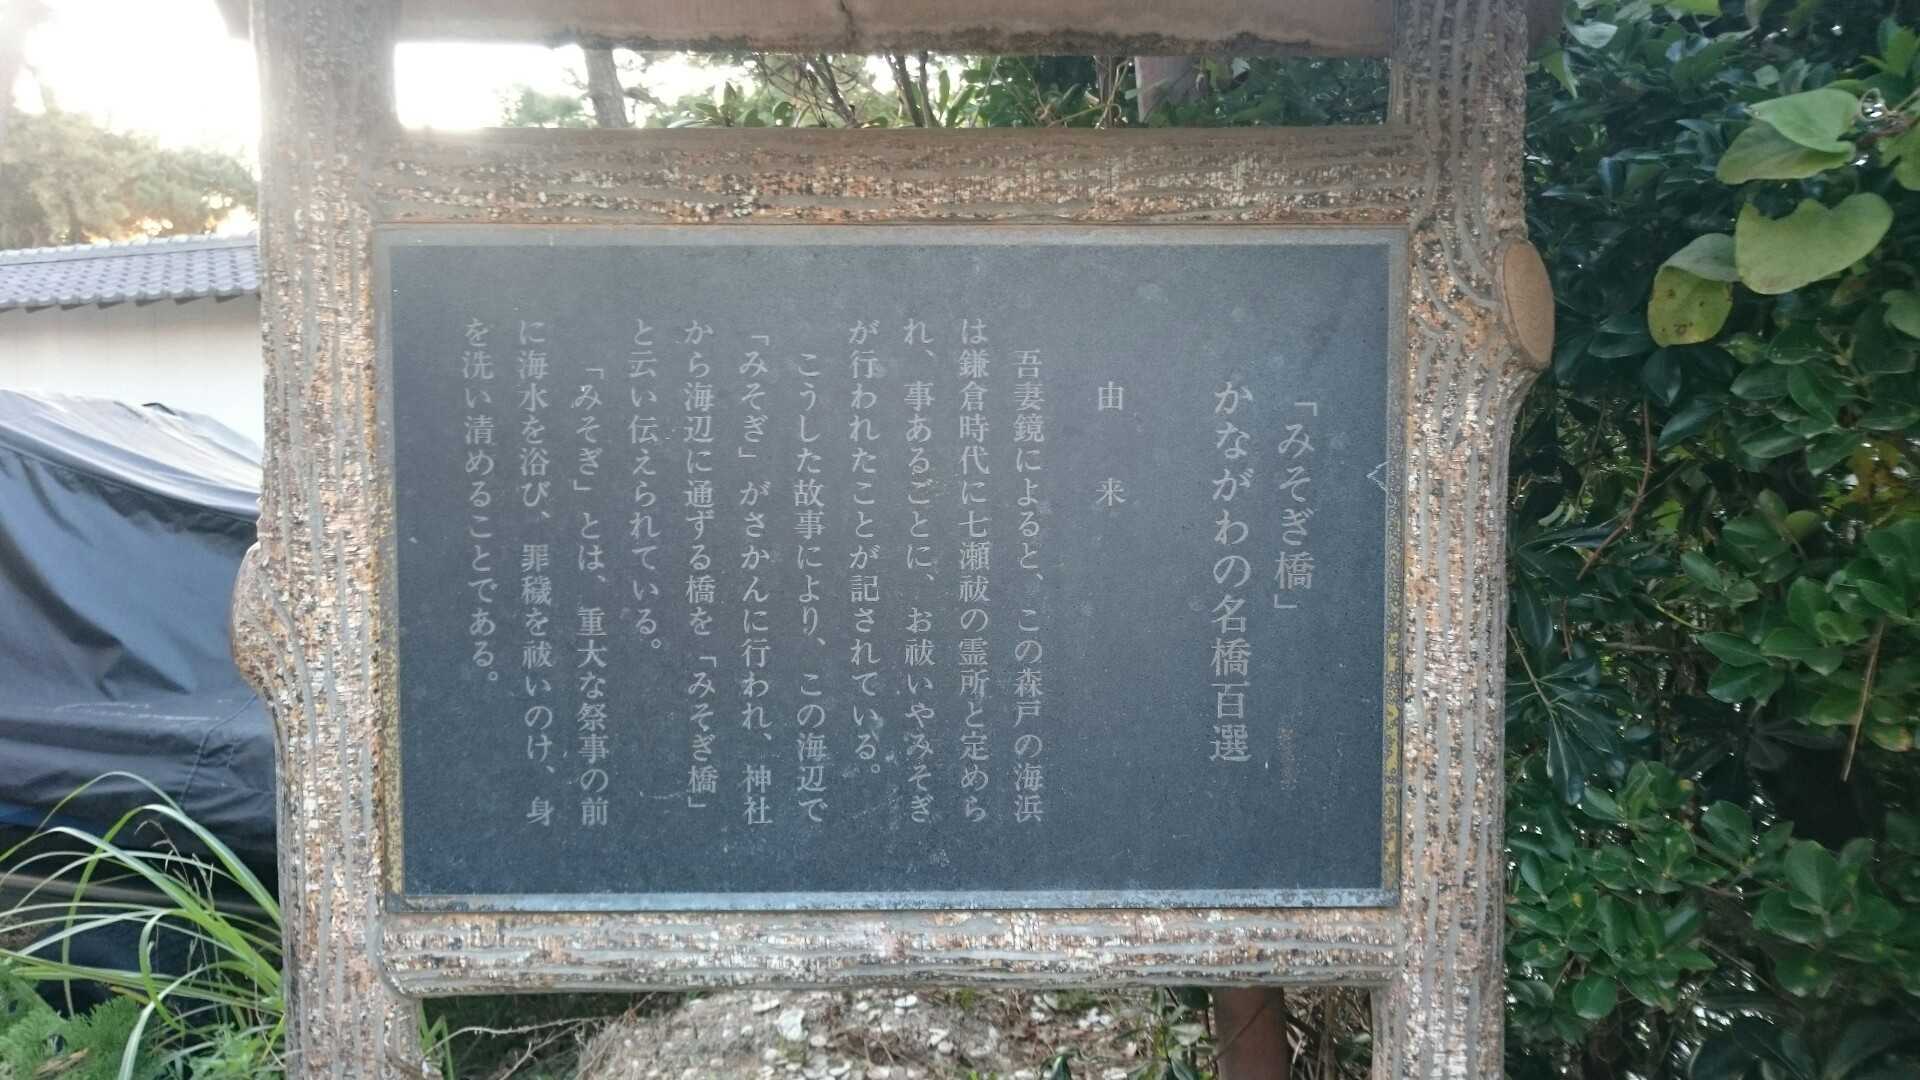 「みそぎ橋」
かながわの名橋百選
由来
吾妻鏡によると、この森戸の海浜
は鎌倉時代に七瀬祓の霊所と定めら
れ、事あるごとに、お祓いやみそぎ
が行われたことが記されている。
こうした故事により、この海辺で
「みそぎ」がさかんに行われ、神社
から海辺に通ずる橋を「みそぎ橋」
と云い伝えられている。
「みそぎ」とは、重大な祭事の前
に海水を浴び、罪穢を祓いのけ、身
を洗い清めることである。